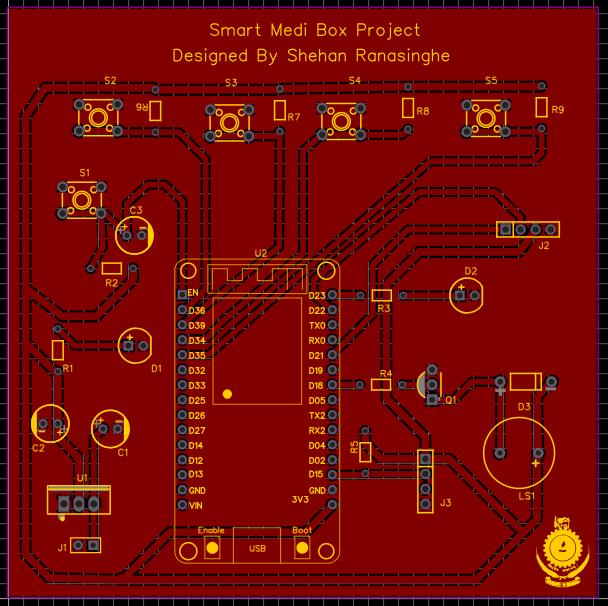 Smart Medi Box Project
Designed By Shehan Ranasinghe
S2
S3
S4
S5
R6
R7
R8
R9
S1
C3
J2
R2
U2
D2
EN
D36
D39
D34
D35
D32
D33
D25
D26
D27
D14
D12
D13
GND
VIN
D23
D22
TX0
RX0
D21
D19
D18
D05
TX2
RX2
D04
D02
D15
GND
3V3
R3
R1
D1
R4
Q1
D3
C2
C1
R5
LS1
U1
J3
J1
Enable
USB
Boot